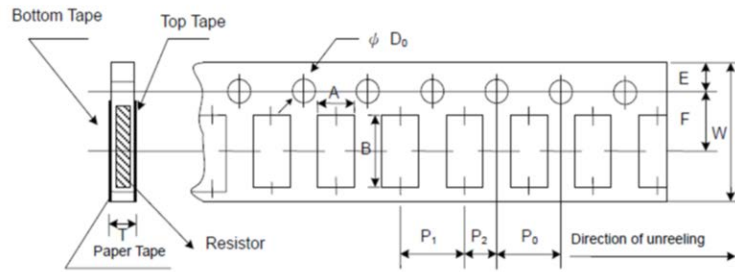 Bottom Tape
Top Tape
ϕ D₀
E
A
F
W
B
T
P₁
P₂
P₀
Direction of unreeling
Resistor
Paper Tape